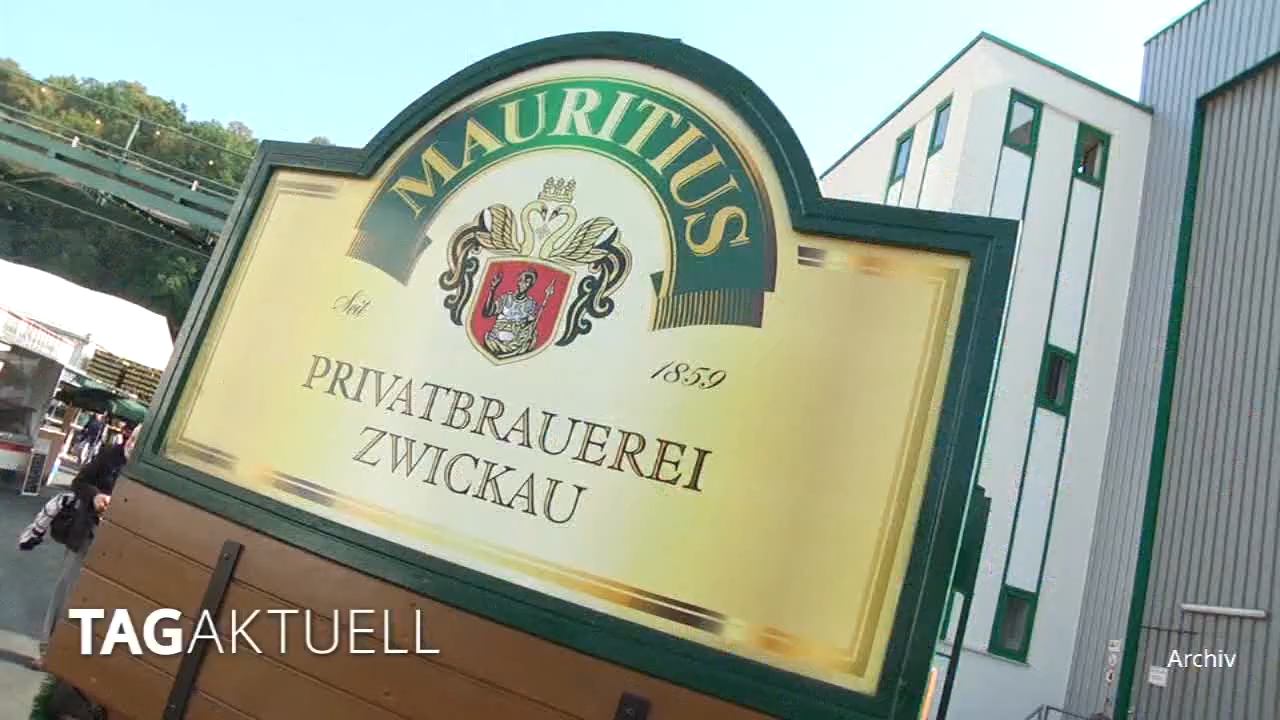 MAURITIUS
Seit
1859
PRIVATBRAUEREI
ZWICKAU
TAGAKTUELL
Archiv